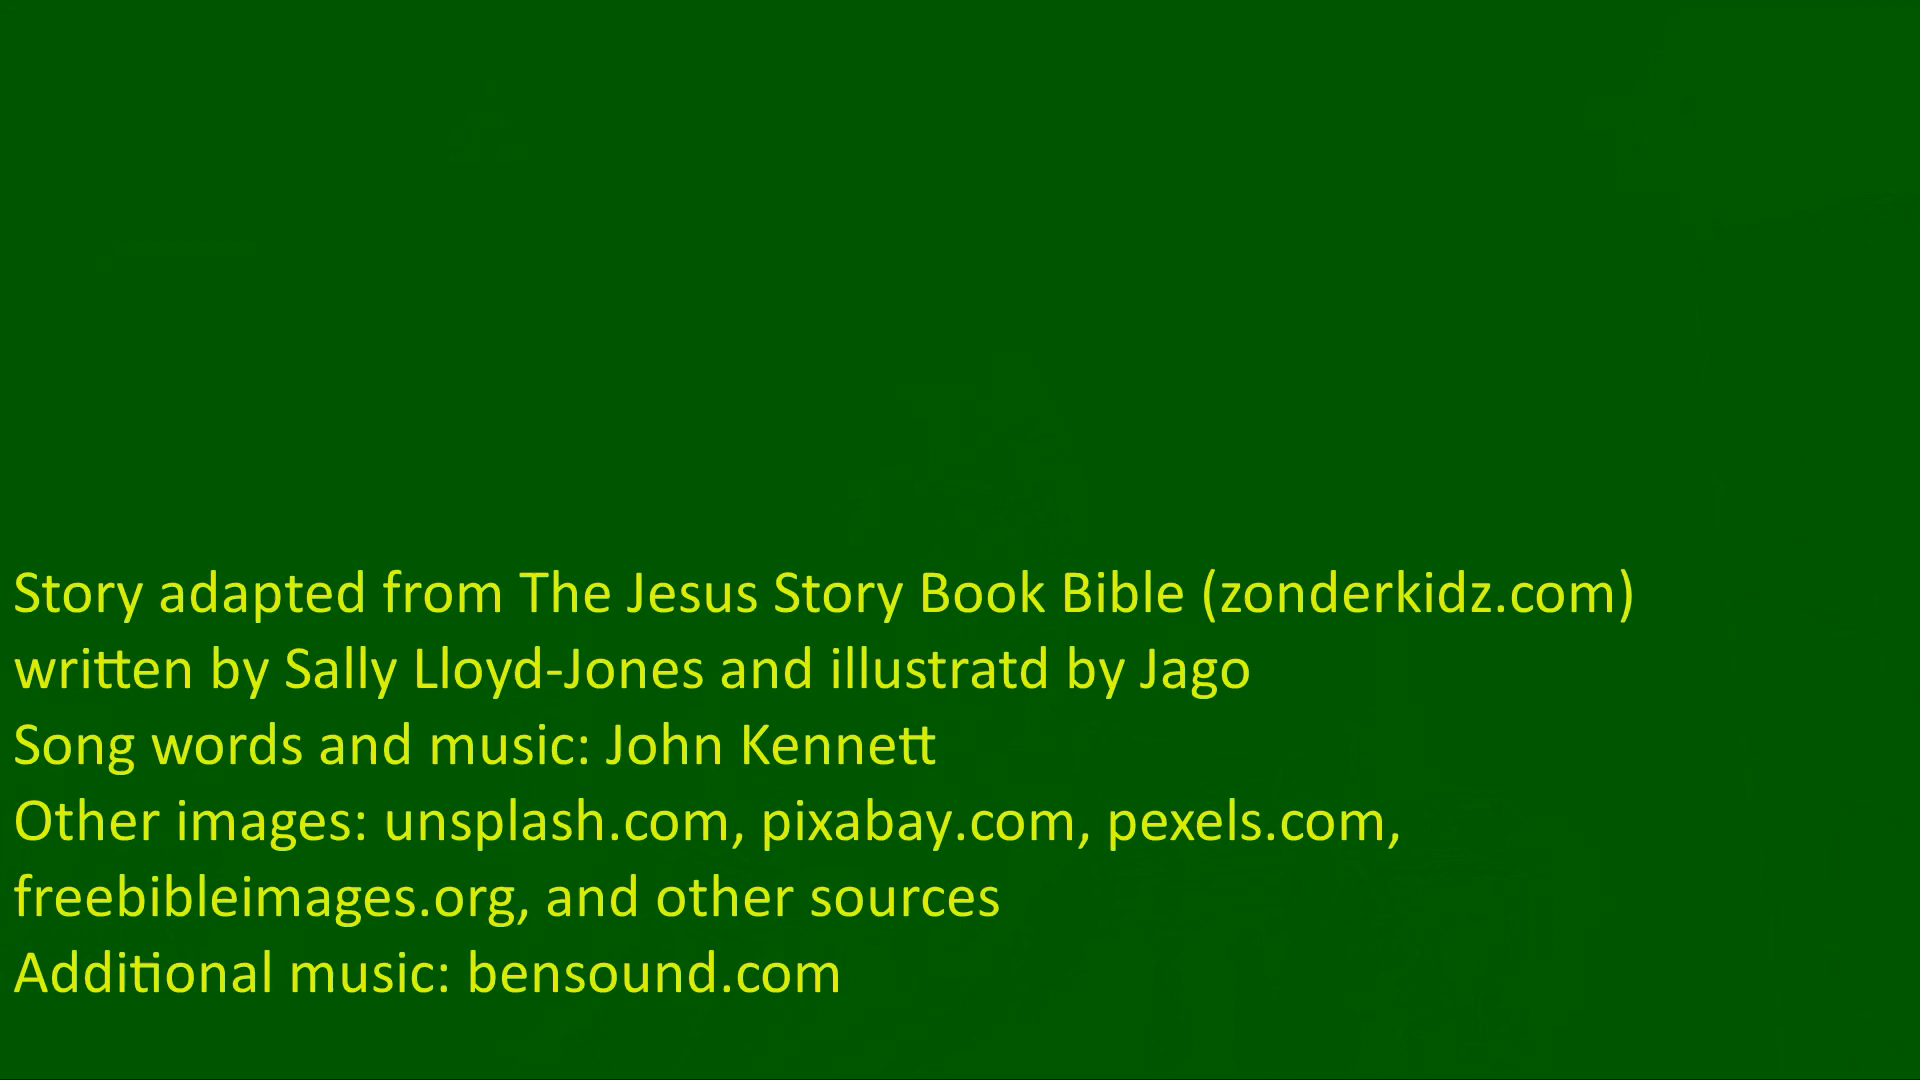 Story adapted from The Jesus Story Book Bible (zonderkidz.com)
written by Sally Lloyd-Jones and illustratd by Jago
Song words and music: John Kennett
Other images: unsplash.com, pixabay.com, pexels.com,
freebibleimages.org, and other sources
Additional music: bensound.com